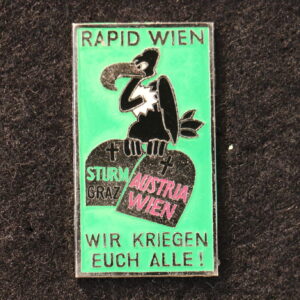 RAPID WIEN
STURM
GRAZ
AUSTRIA
WIEN
WIR KRIEGEN
EUCH ALLE!